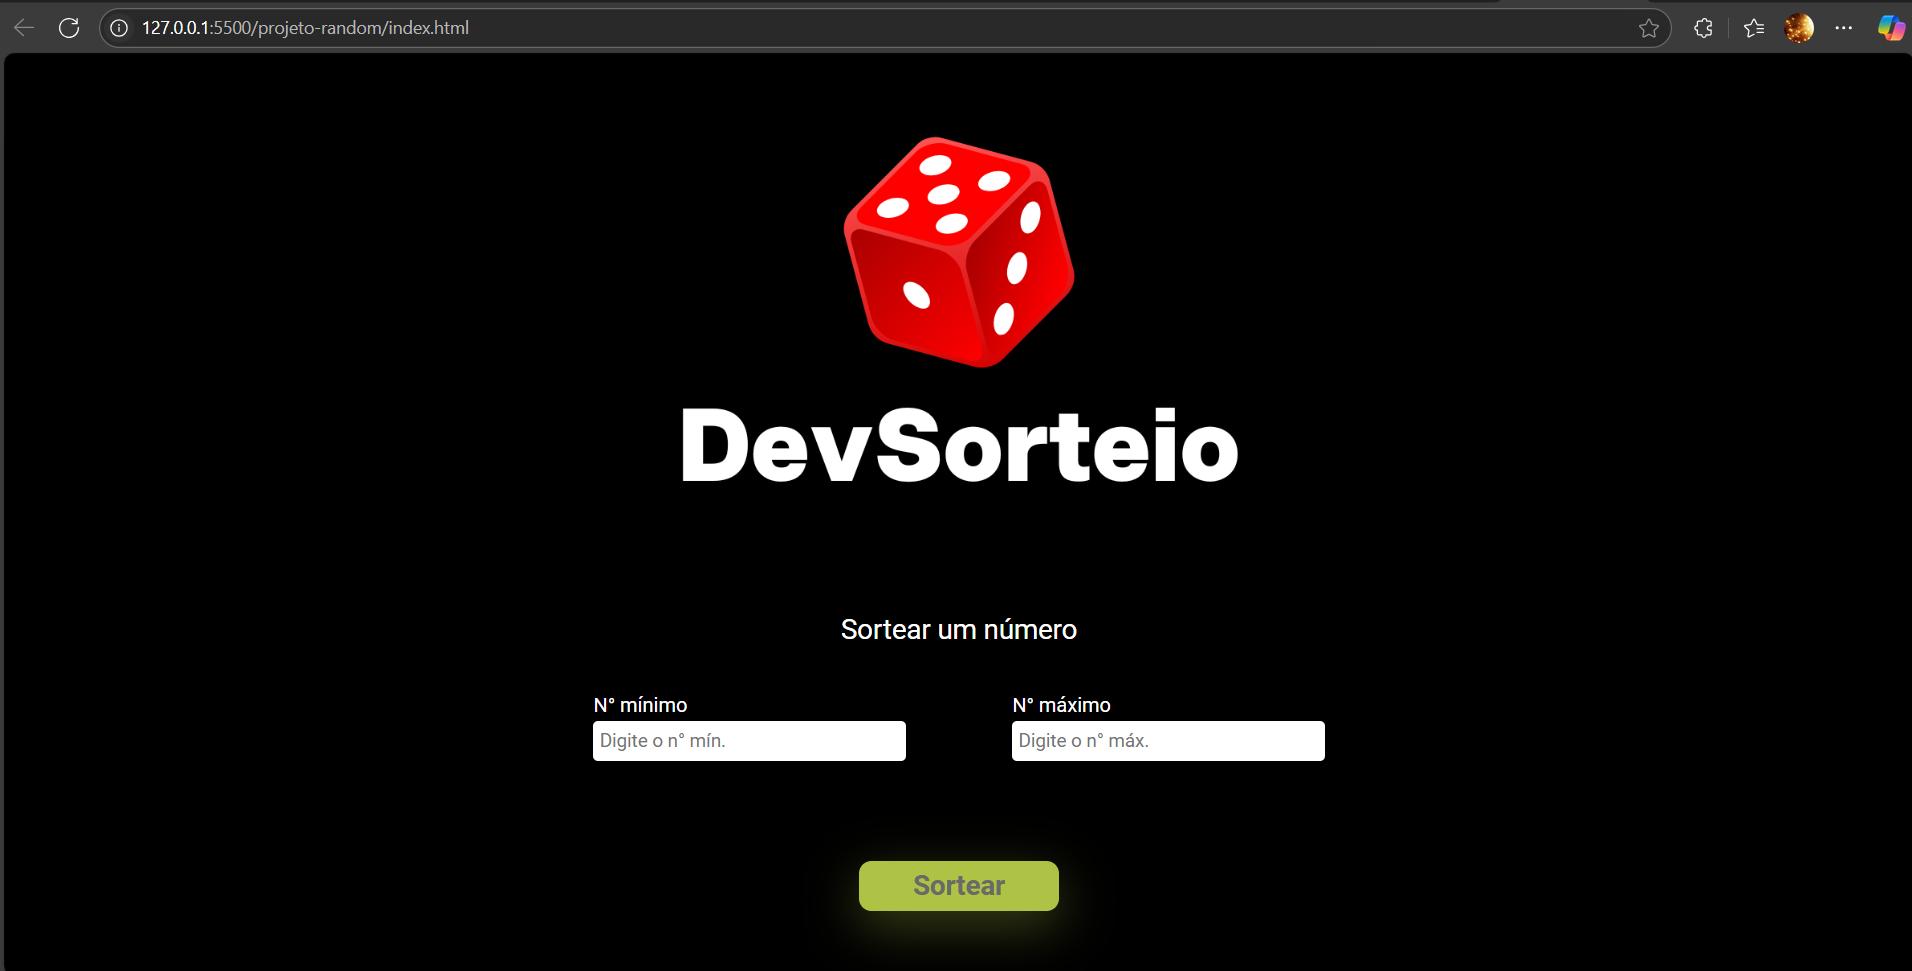 127.0.0.1:5500/projeto-random/index.html
DevSorteio
Sortear um número
N° mínimo N° máximo
Digite o n° mín. Digite o n° máx.
Sortear